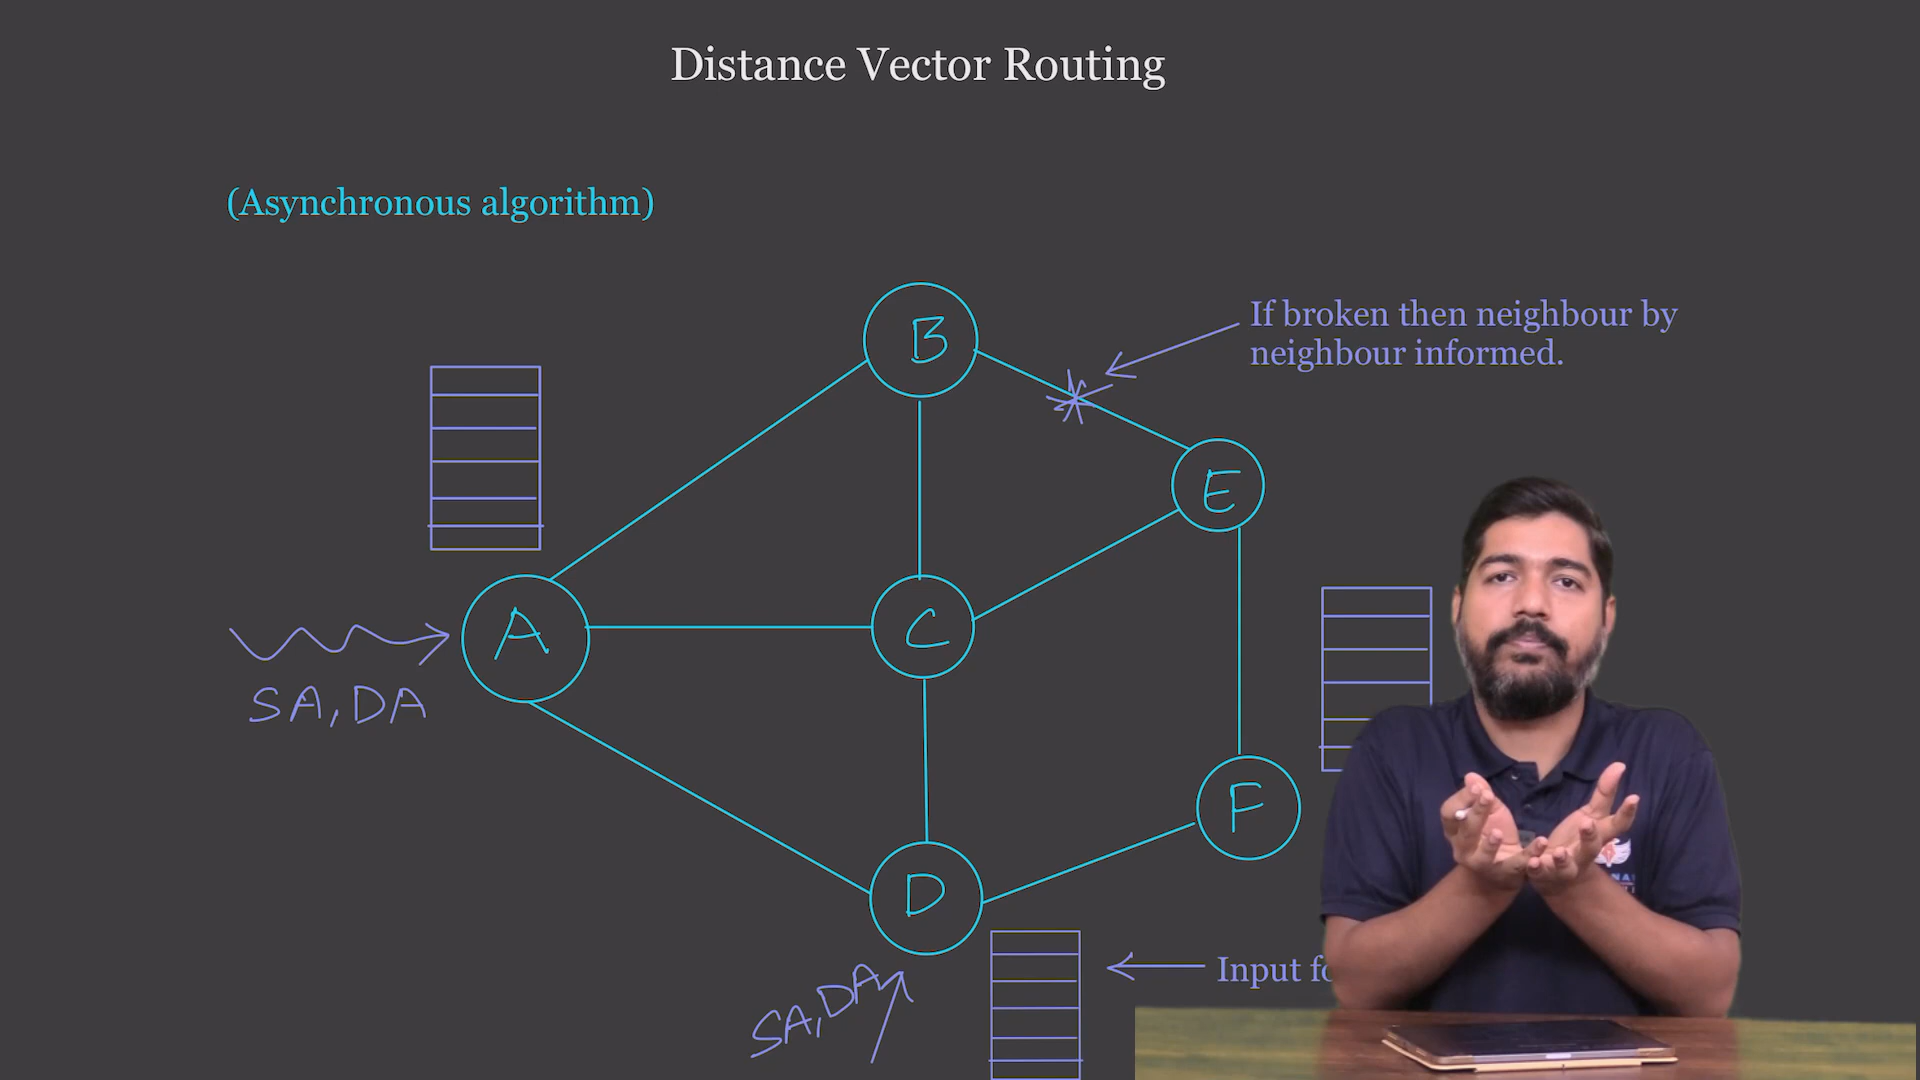 Distance Vector Routing
(Asynchronous algorithm)
B
If broken then neighbour by
neighbour informed.
E
A
C
SA, DA
F
D
Input
SA, DA